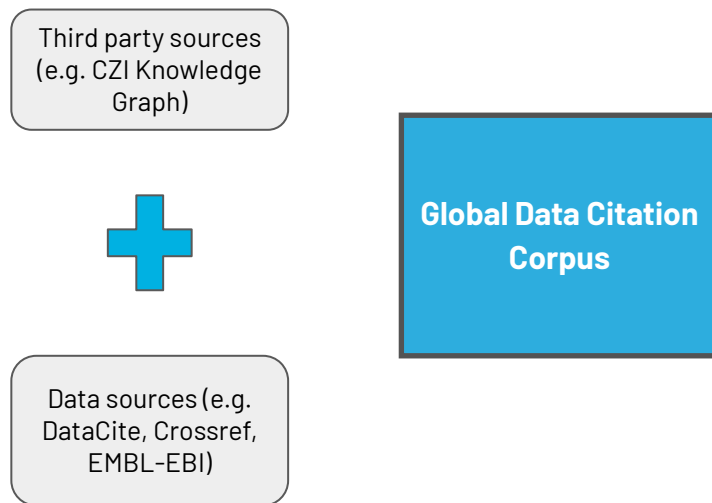 Third party sources
(e.g. CZI Knowledge
Graph)
Global Data Citation
Corpus
Data sources (e.g.
DataCite, Crossref,
EMBL-EBI)